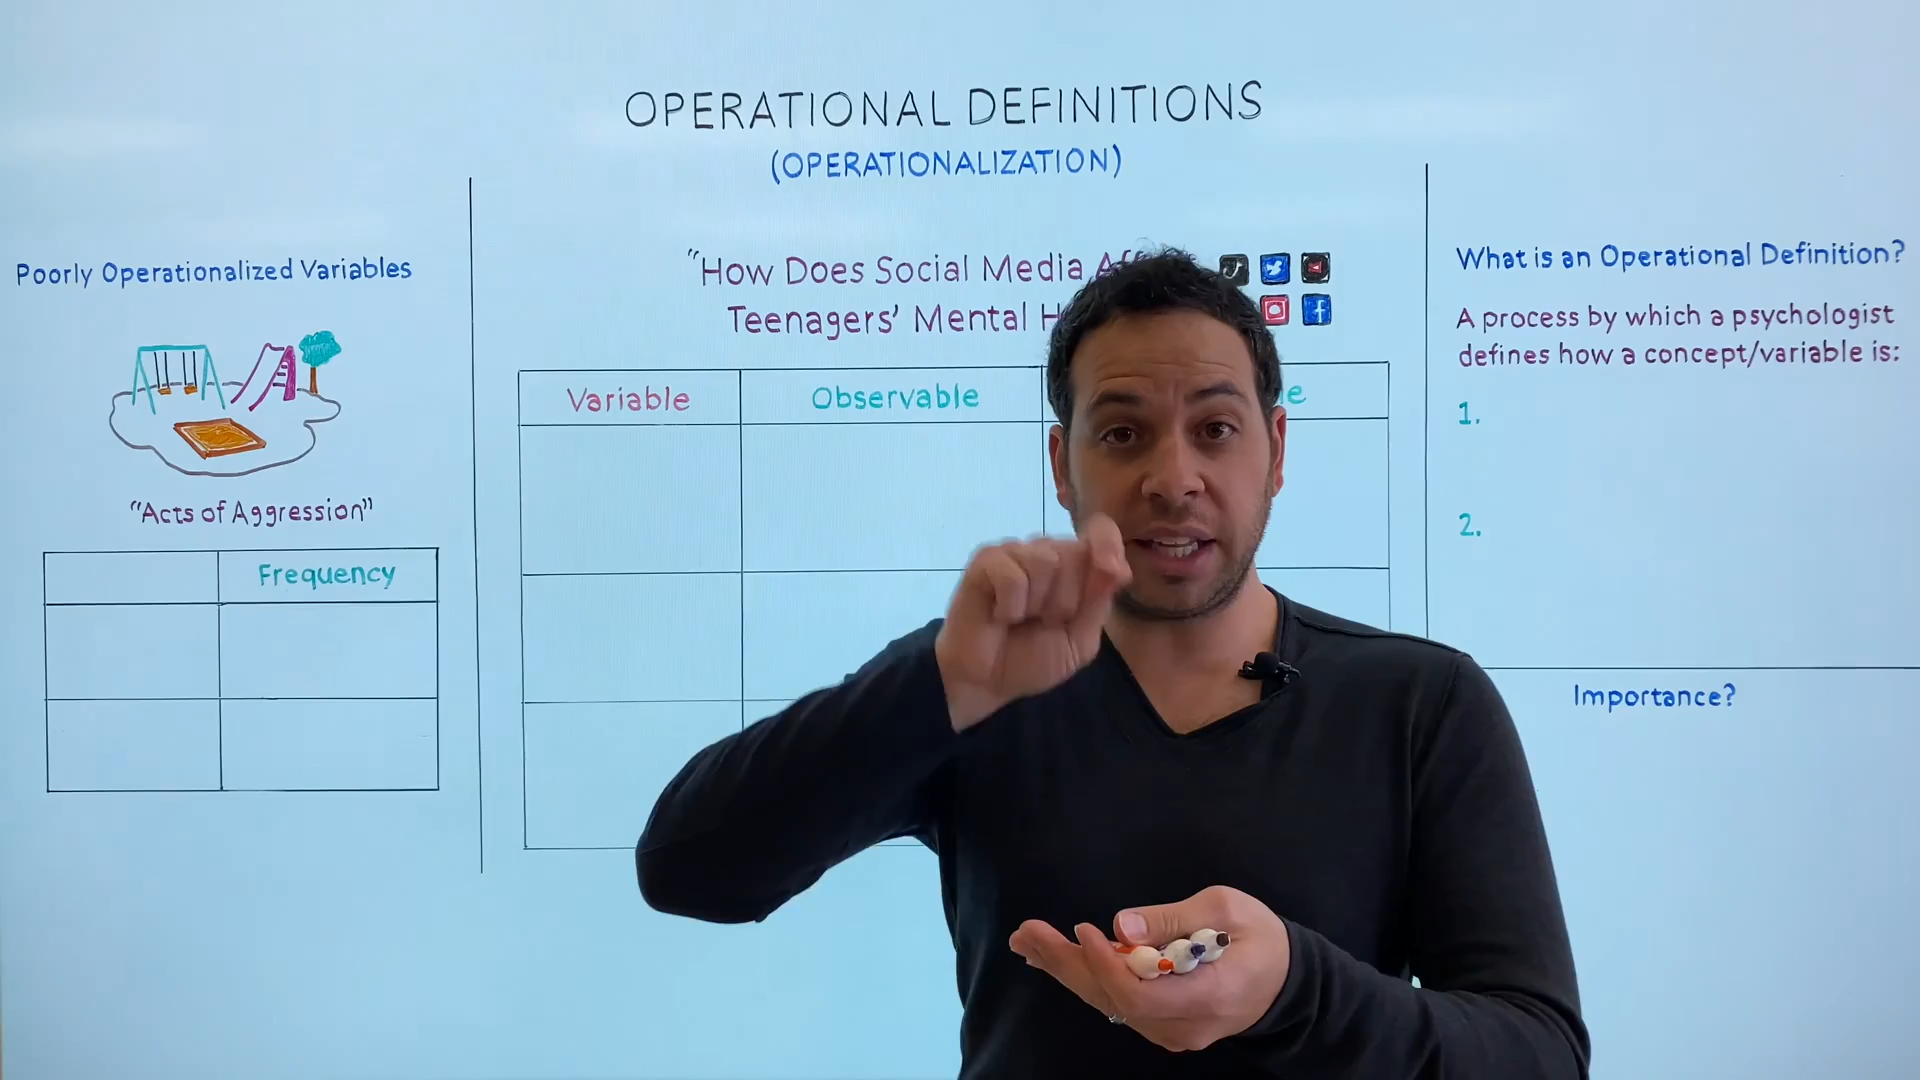 OPERATIONAL DEFINITIONS
(OPERATIONALIZATION)
Poorly Operationalized Variables
"Acts of Aggression"
Frequency
"How Does Social Media
Teenagers' Mental
Variable
Observable
What is an Operational Definition?
A process by which a psychologist
defines how a concept/variable is:
1.
2.
Importance?